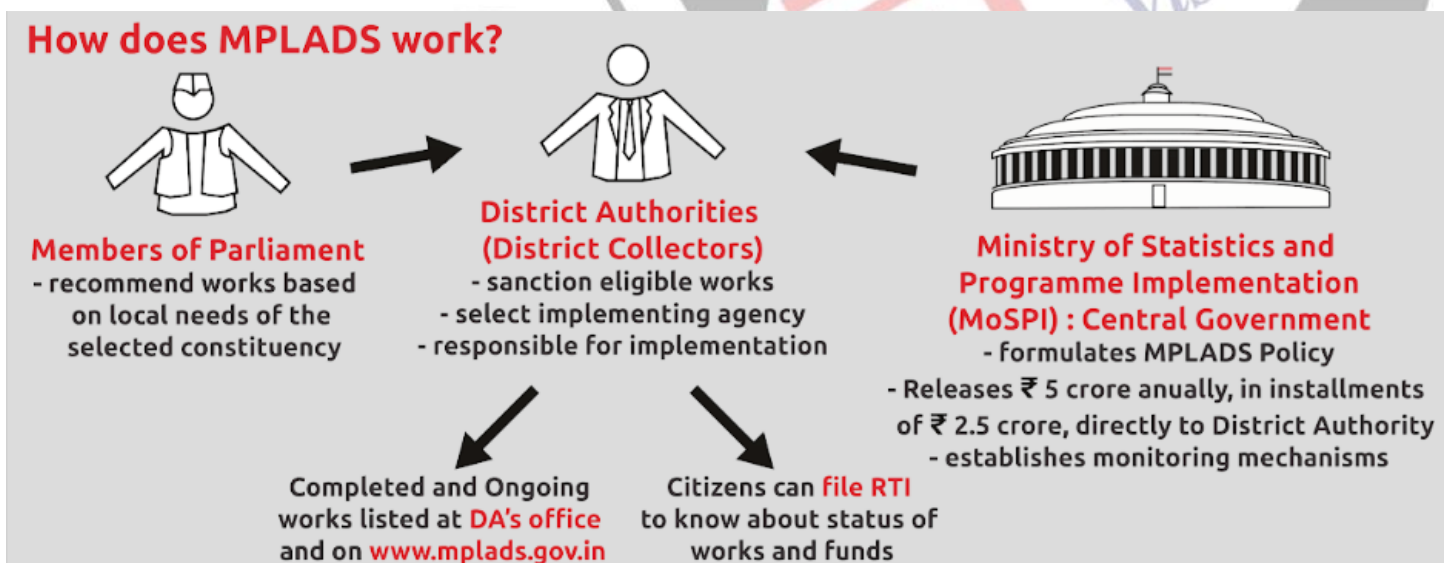 How does MPLADS work?
Members of Parliament
- recommend works based
on local needs of the
selected constituency
District Authorities
(District Collectors)
- sanction eligible works
- select implementing agency
- responsible for implementation
Ministry of Statistics and
Programme Implementation
(MoSPI) : Central Government
- formulates MPLADS Policy
- Releases ₹ 5 crore anually, in installments
of ₹ 2.5 crore, directly to District Authority
- establishes monitoring mechanisms
Completed and Ongoing
works listed at DA's office
and on www.mplads.gov.in
Citizens can file RTI
to know about status of
works and funds